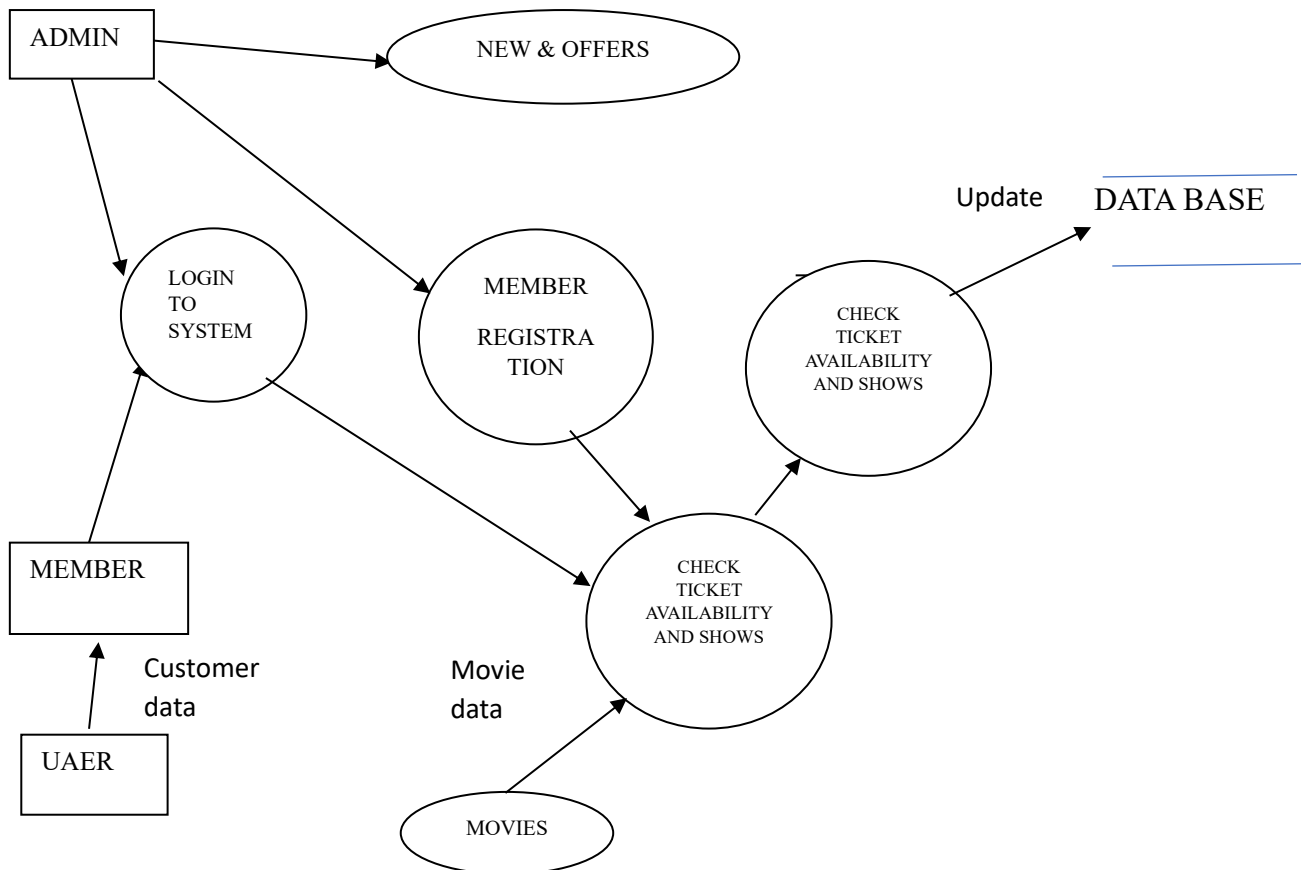 ADMIN
NEW & OFFERS
Update
DATA BASE
LOGIN
TO
SYSTEM
MEMBER
REGISTRA
TION
CHECK
TICKET
AVAILABILITY
AND SHOWS
MEMBER
CHECK
TICKET
AVAILABILITY
AND SHOWS
Customer
data
Movie
data
UAER
MOVIES